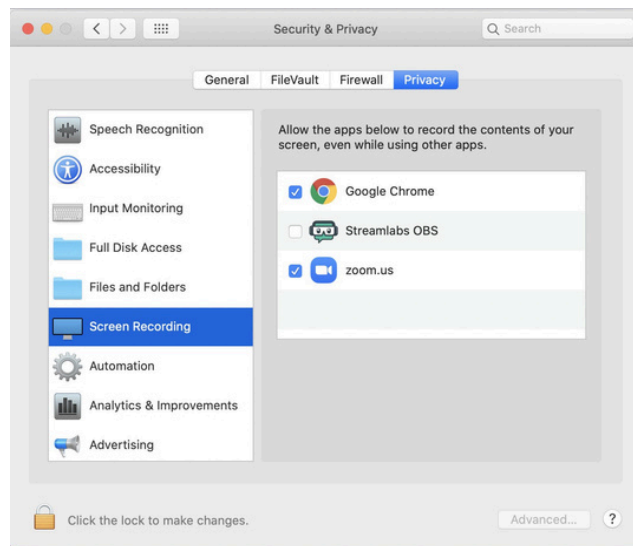 Security & Privacy
Search
General
FileVault
Firewall
Privacy
Speech Recognition
Accessibility
Input Monitoring
Full Disk Access
Files and Folders
Screen Recording
Automation
Analytics & Improvements
Advertising
Allow the apps below to record the contents of your
screen, even while using other apps.
Google Chrome
Streamlabs OBS
zoom.us
Click the lock to make changes.
Advanced...
?